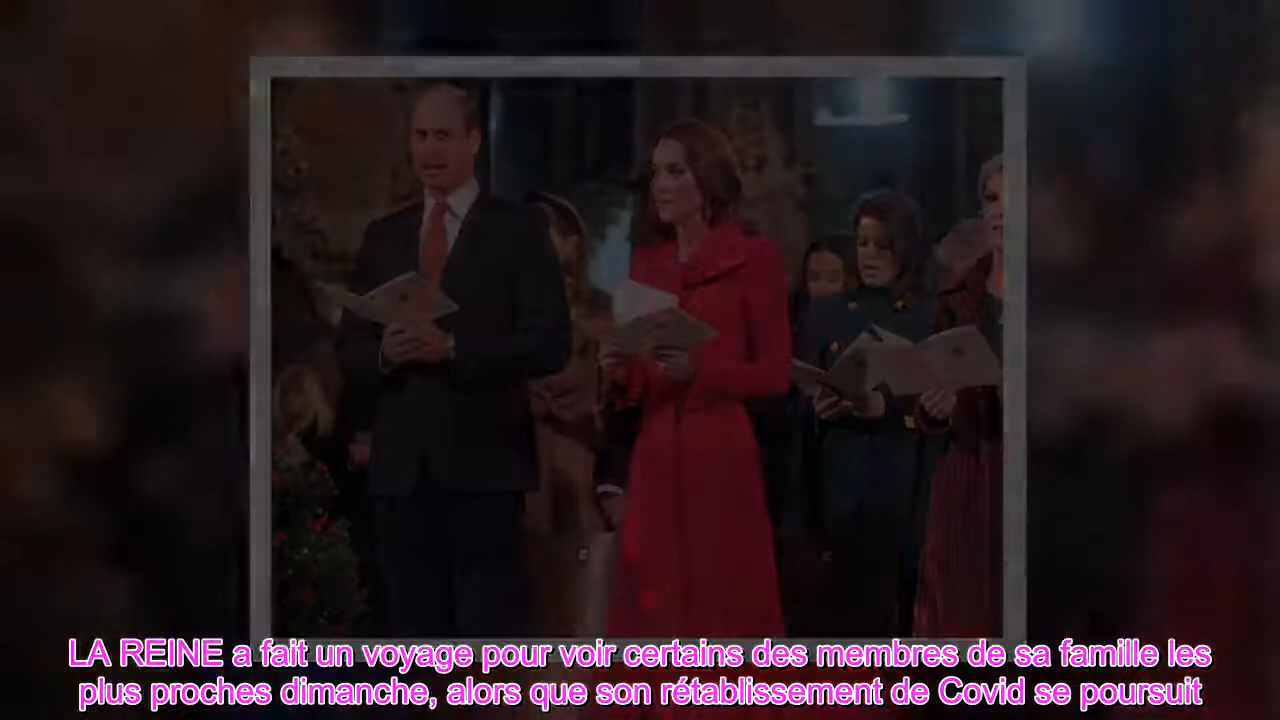 LA REINE a fait un voyage pour voir certains des membres de sa famille les
plus proches dimanche, alors que son rétablissement de Covid se poursuit